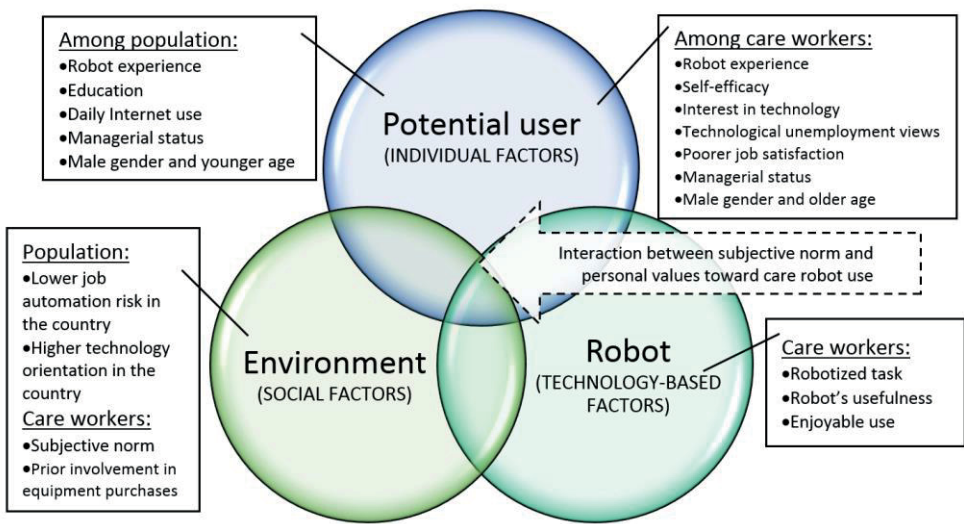 Among population:
•Robot experience
•Education
•Daily Internet use
•Managerial status
•Male gender and younger age
Among care workers:
•Robot experience
•Self-efficacy
•Interest in technology
•Technological unemployment views
•Poorer job satisfaction
•Managerial status
•Male gender and older age
Potential user
(INDIVIDUAL FACTORS)
Interaction between subjective norm and
personal values toward care robot use
Population:
•Lower job
automation risk in
the country
•Higher technology
orientation in the
country
Care workers:
•Subjective norm
•Prior involvement in
equipment purchases
Environment
(SOCIAL FACTORS)
Robot
(TECHNOLOGY-BASED
FACTORS)
Care workers:
•Robotized task
•Robot's usefulness
•Enjoyable use